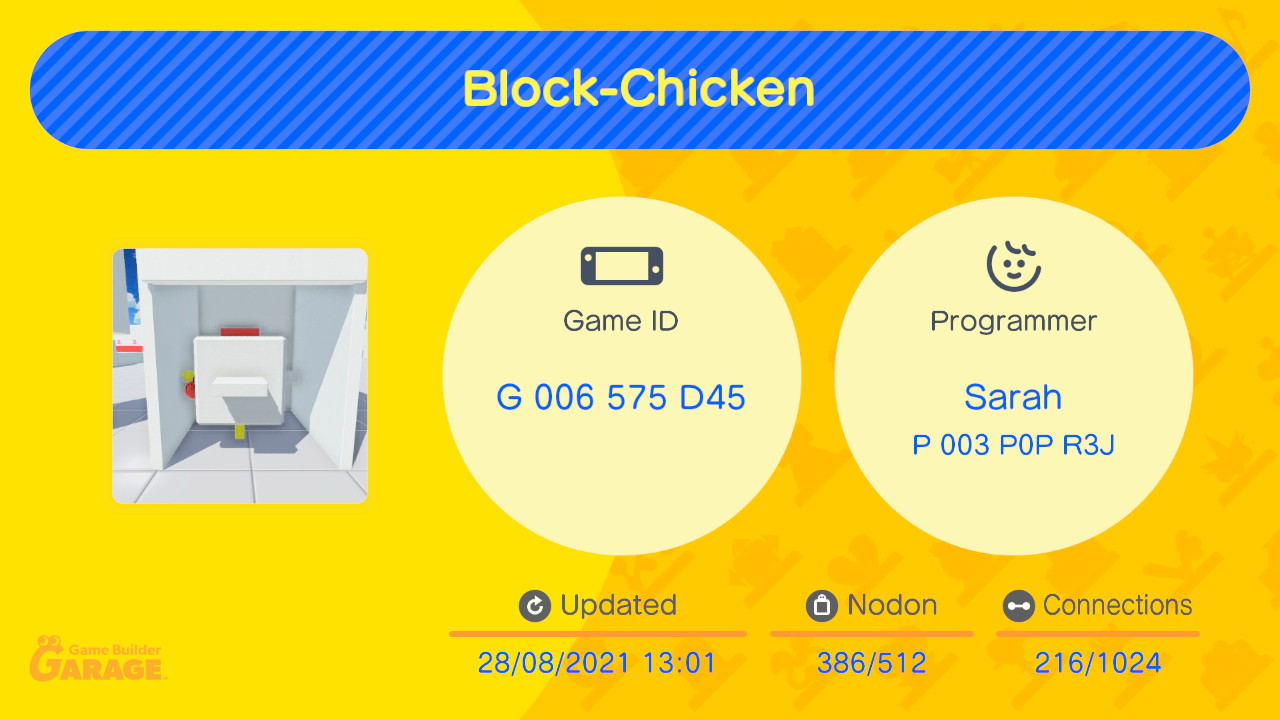 Block-Chicken
Game ID
G 006 575 D45
Programmer
Sarah
P 003 P0P R3J
Updated
28/08/2021 13:01
Nodon
386/512
Connections
216/1024
Game Builder
GARAGE